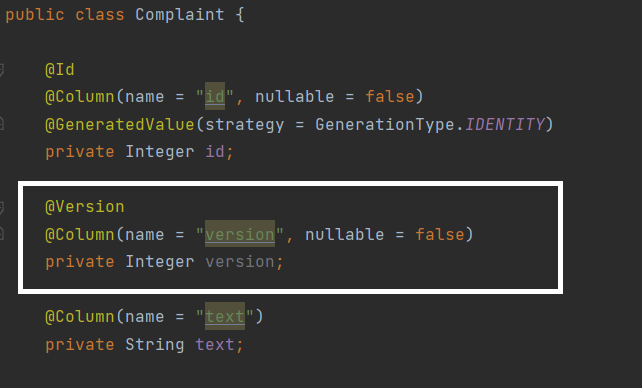 public class Complaint {
@Id
@Column(name = "id", nullable = false)
@GeneratedValue(strategy = GenerationType.IDENTITY)
private Integer id;
@Version
@Column(name = "version", nullable = false)
private Integer version;
@Column(name = "text")
private String text;